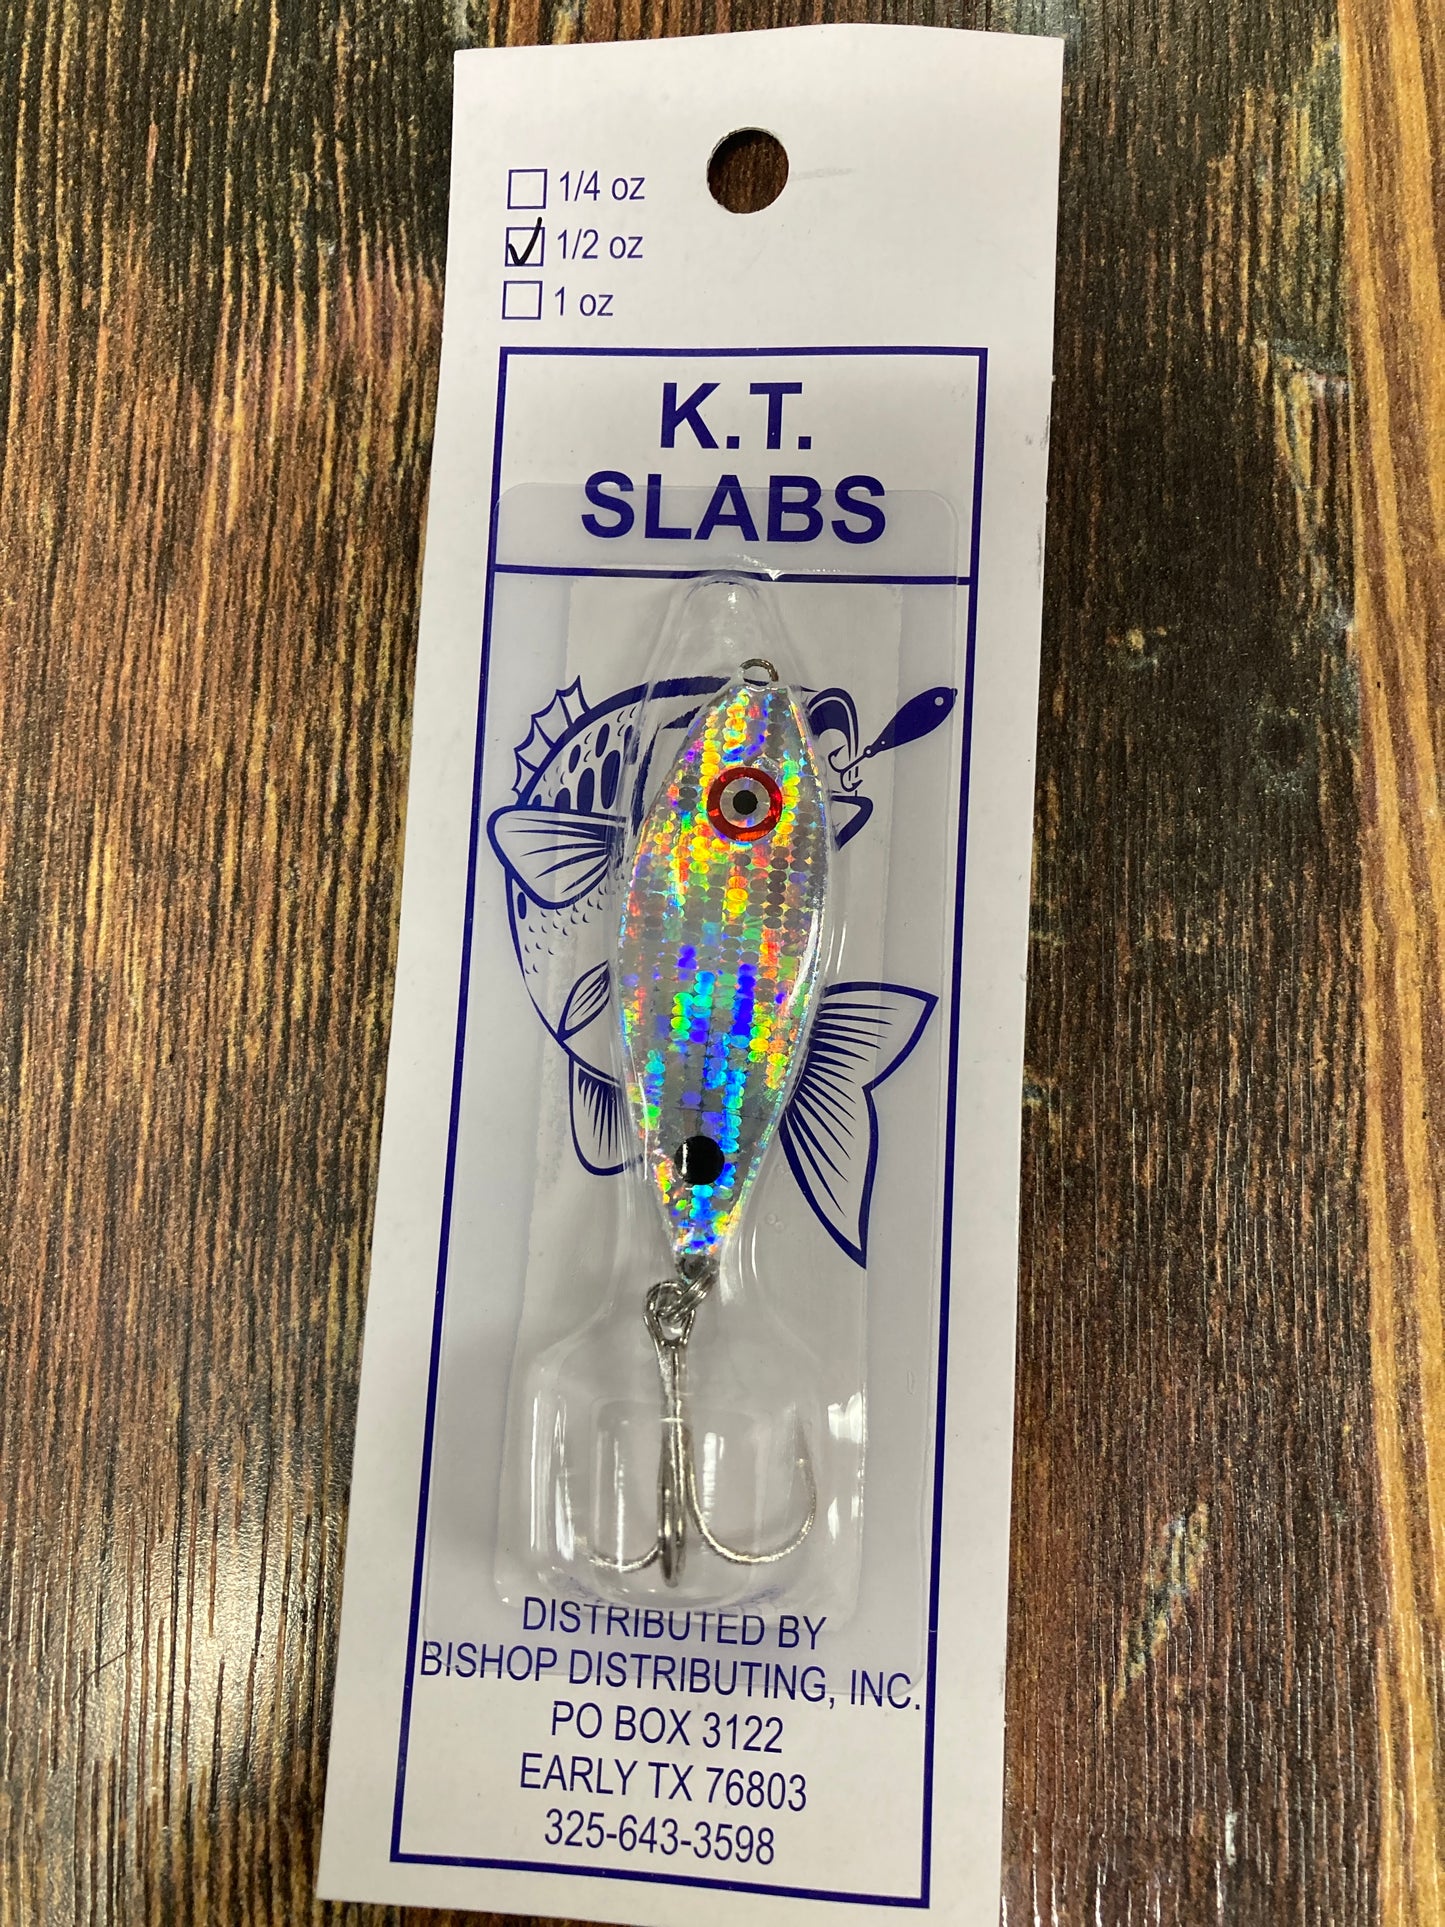 1/4 oz
1/2 oz
1 oz
K.T.
SLABS
DISTRIBUTED BY
BISHOP DISTRIBUTING, INC.
PO BOX 3122
EARLY TX 76803
325-643-3598